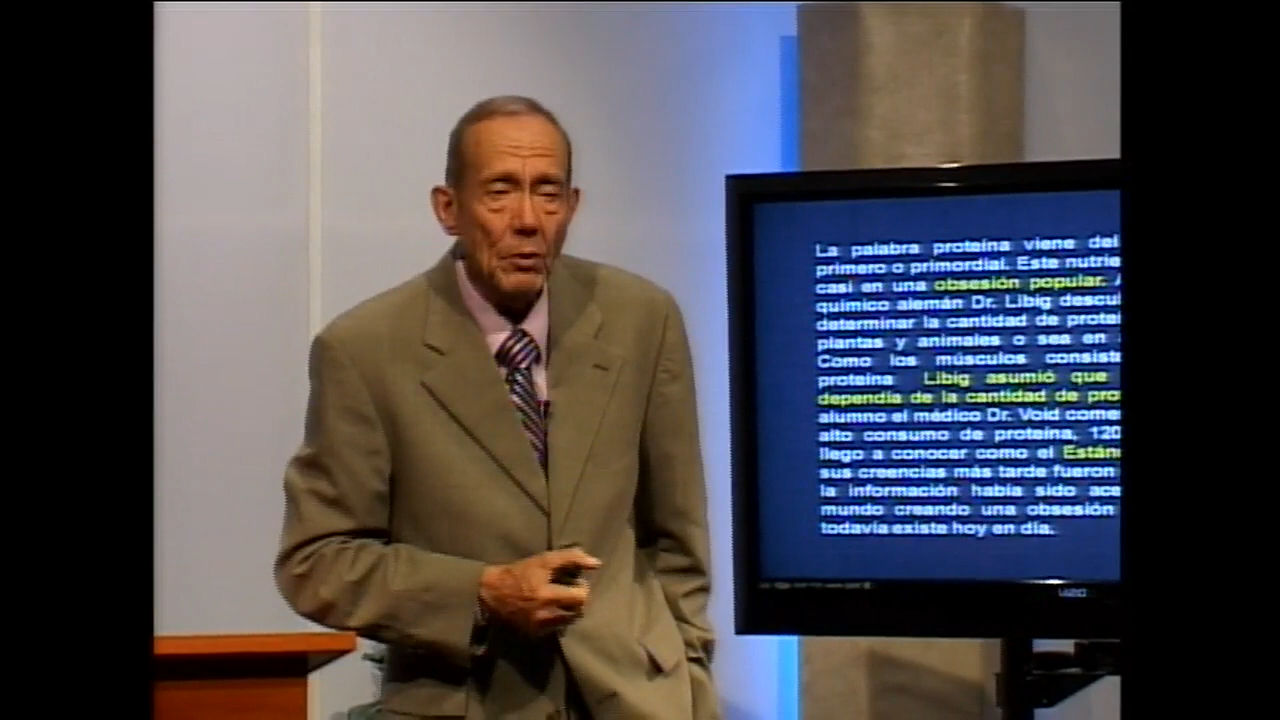 La palabra proteína viene del
primero o primordial. Este nutrie
casi en una obsesión popular. A
químico alemán Dr. Libig descu
determinar la cantidad de prote
plantas y animales o sea en
Como los músculos consist
proteína Libig asumió que
dependía de la cantidad de pro
alumno el médico Dr. Void come
alto consumo de proteína, 120
llego a conocer como el Están
sus creencias más tarde fueron
la información había sido ace
mundo creando una obsesión
todavía existe hoy en día.